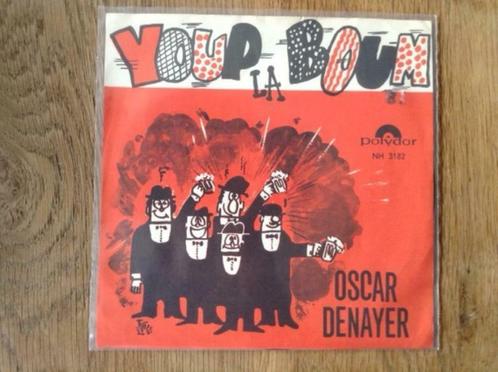 YOUP
LA BOUM
Polydor
NH 3182
OSCAR
DENAYER